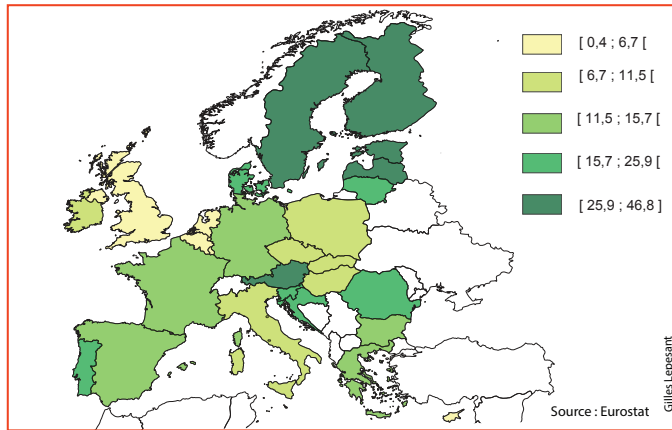 [ 0,4 ; 6,7 [
[ 6,7 ; 11,5 [
[ 11,5 ; 15,7 [
[ 15,7 ; 25,9 [
[ 25,9 ; 46,8 ]
Source : Eurostat
Gilles Lepesant